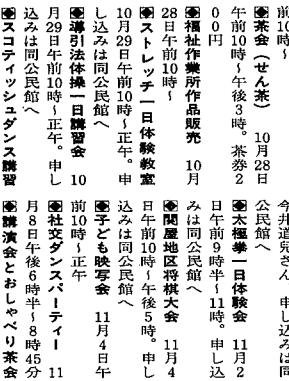 前10時〜
◆茶会（せん茶）　10月28日
午前10時〜午後3時。茶券2
00円
◆福祉作業所作品販売　10月
28日午前10時〜
◆ストレッチ一日体験教室
10月29日午前10時〜正午。申
し込みは同公民館へ
◆導引法体操一日講習会　10
月29日午前10時〜正午。申し
込みは同公民館へ
◆スコティッシュダンス講習
今井道児さん　申し込みは同
公民館へ
◆太極拳一日体験会　11月2
日午前9時半〜11時。申し込
みは同公民館へ
◆関屋地区将棋大会　11月4
日午前10時〜午後5時。申し
込みは同公民館へ
◆子ども映写会　11月4日午
前10時〜正午
◆社交ダンスパーティー　11
月8日午後6時半〜8時45分
◆講演会とおしゃべり茶会